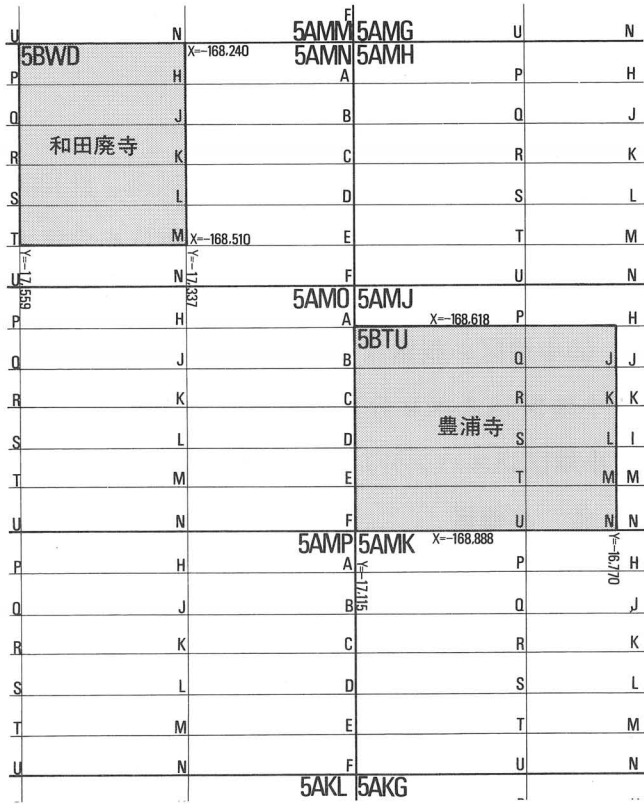 F
U N 5AMM 5AMG U N
5BWD X=-168,240 5AMN 5AMH
P H A P H
Q J B Q J
和田廃寺
R K C R K
S L D S L
T M X=-168,510 E T M
Y=-17,559 Y=-17,337
U N F U N
5AMO 5AMJ
P H A X=-168,618 P H
5BTU
Q J B Q J J
R K C R K K
豊浦寺
S L D S L I
T M E T M M
U N F U N N
5AMP 5AMK X=-168,888
Y=-17,115 Y=-16,770
P H A P H
Q J B Q J
R K C R K
S L D S L
T M E T M
U N F U N
5AKL 5AKG